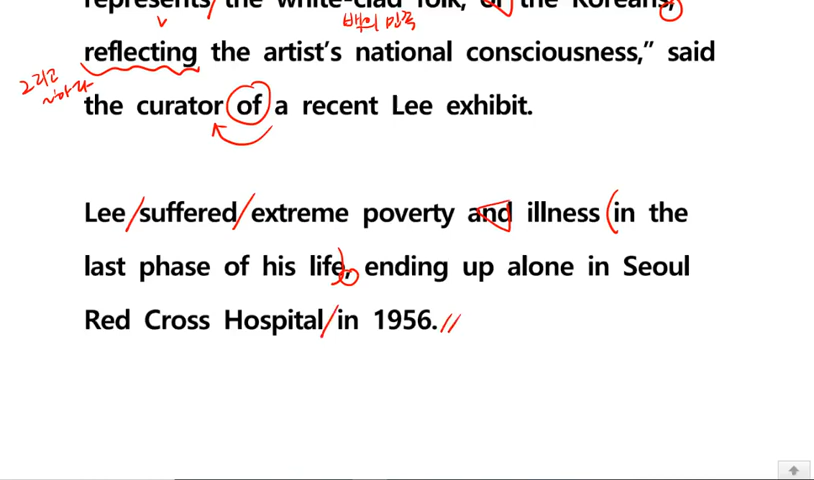 represents the white-clad folk, or the Koreans,
백의 민족
reflecting the artist's national consciousness,” said
그리고
the curator of a recent Lee exhibit.
Lee suffered extreme poverty and illness in the
last phase of his life, ending up alone in Seoul
Red Cross Hospital in 1956.